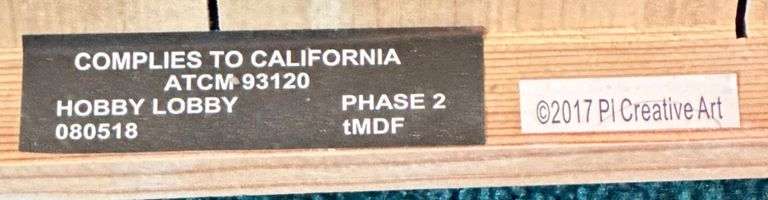 COMPLIES TO CALIFORNIA
ATCM 93120
HOBBY LOBBY PHASE 2
080518 tMDF
©2017 PI Creative Art